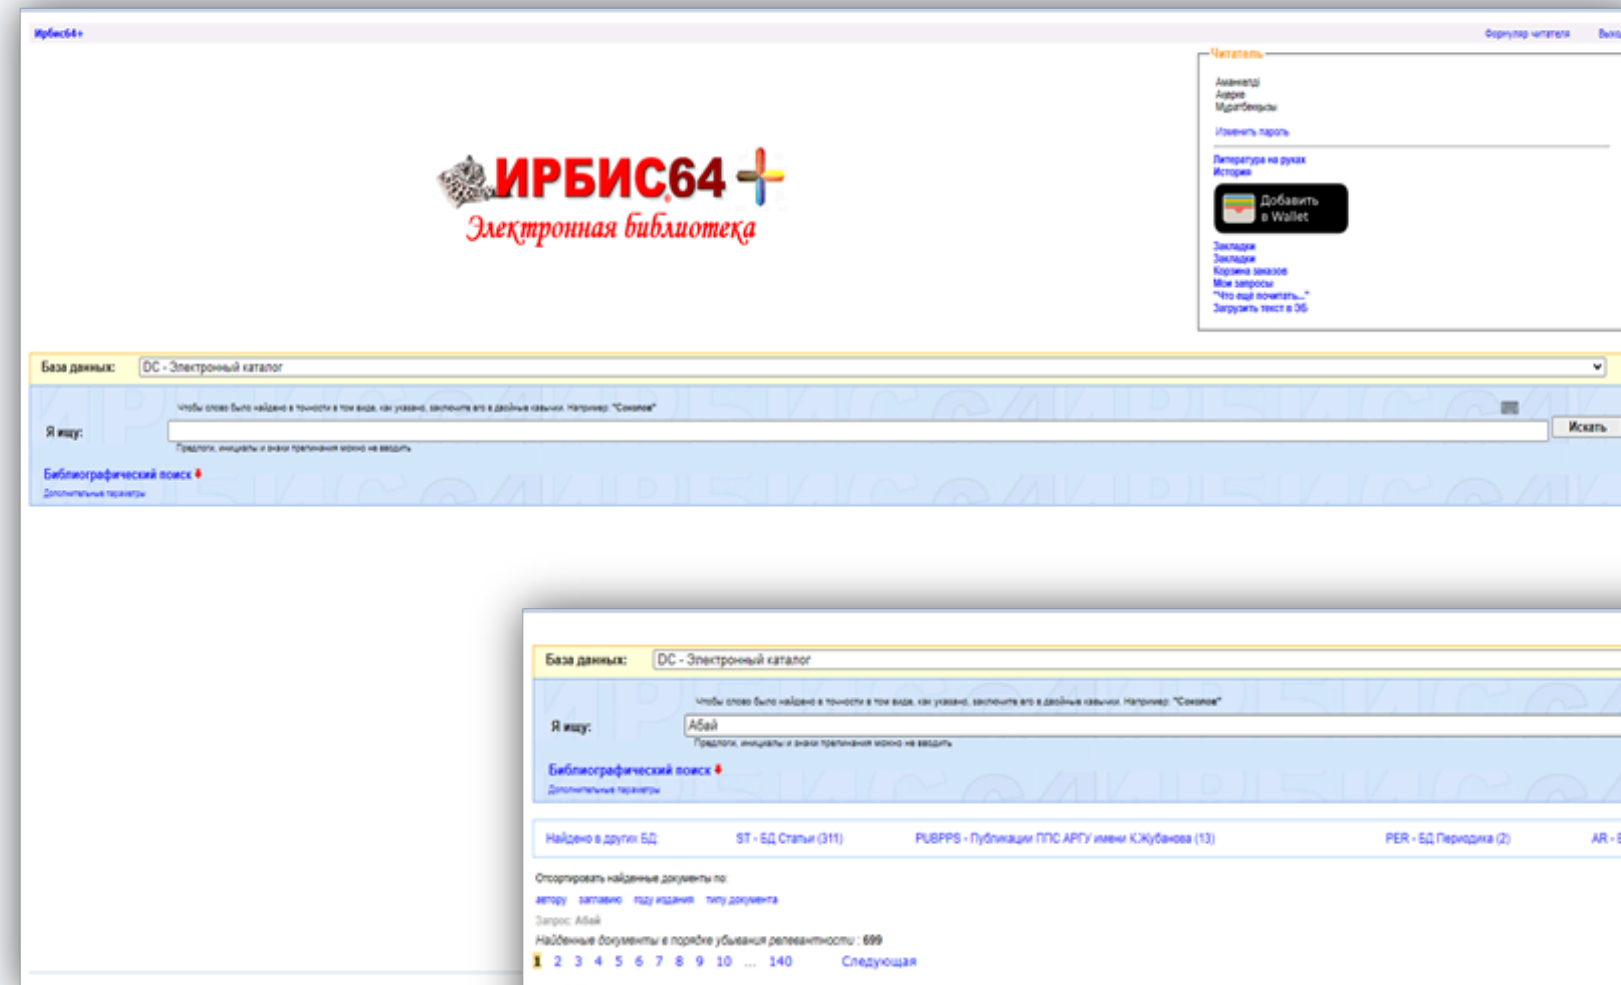 Ирбис64+
Формуляр читателя
Читатель
Аманкелді
Ақерке
Мұратбекқызы
Изменить пароль
Литература на руках
История
Добавить
в Wallet
Закладки
Закладки
Корзина заказов
Мои запросы
"Что ещё почитать..."
Загрузить текст в ЭБ
ИРБИС64+
Электронная библиотека
База данных: DC - Электронный каталог
Чтобы слово было найдено в точности в том виде, как указано, заключите его в двойные кавычки. Например: "Соколов"
Я ищу: Искать
Предлоги, инициалы и знаки препинания можно не вводить
Библиографический поиск
Дополнительные параметры
База данных: DC - Электронный каталог
Чтобы слово было найдено в точности в том виде, как указано, заключите его в двойные кавычки. Например: "Соколов"
Я ищу: Абай
Предлоги, инициалы и знаки препинания можно не вводить
Библиографический поиск
Дополнительные параметры
Найдено в других БД: ST - БД Статьи (311) PUBPPS - Публикации ППС АРГУ имени К.Жубанова (13) PER - БД Периодика (2) AR -
Отсортировать найденные документы по:
автору заглавию году издания типу документа
Запрос: Абай
Найденные документы в порядке убывания релевантности : 699
1 2 3 4 5 6 7 8 9 10 ... 140 Следующая